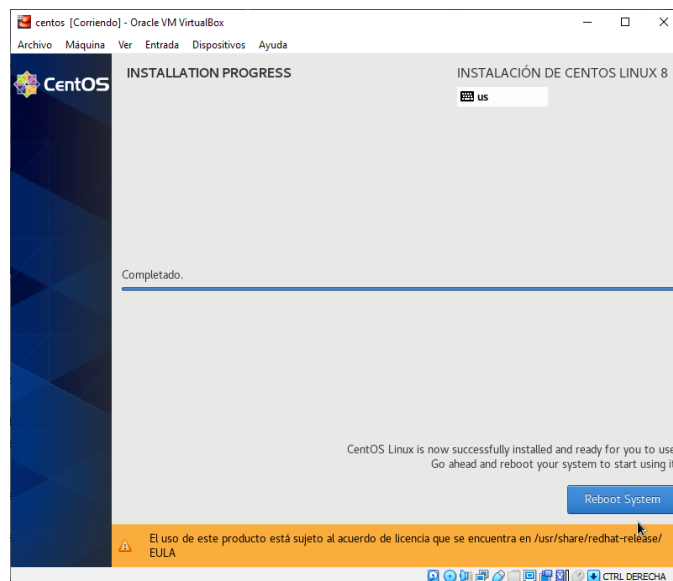 centos [Corriendo] - Oracle VM VirtualBox
Archivo Máquina Ver Entrada Dispositivos Ayuda
CentOS
INSTALLATION PROGRESS
INSTALACIÓN DE CENTOS LINUX 8
us
Completado.
CentOS Linux is now successfully installed and ready for you to use
Go ahead and reboot your system to start using it
Reboot System
El uso de este producto está sujeto al acuerdo de licencia que se encuentra en /usr/share/redhat-release/
EULA
CTRL DERECHA